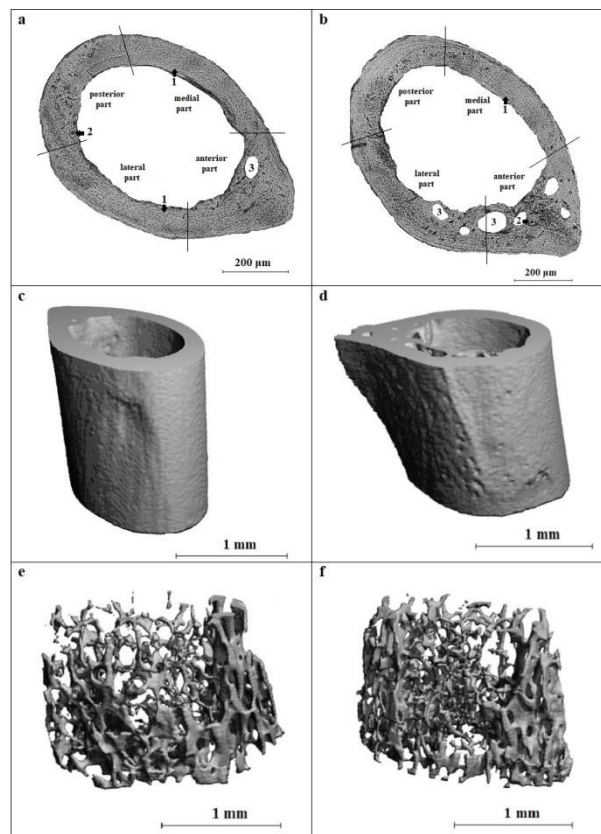 a
posterior
part
1
medial
part
2
lateral
part
anterior
part
3
1
200 µm
b
posterior
part
medial
part
1
lateral
part
anterior
part
3
2
200 µm
c
1 mm
d
1 mm
e
1 mm
f
1 mm